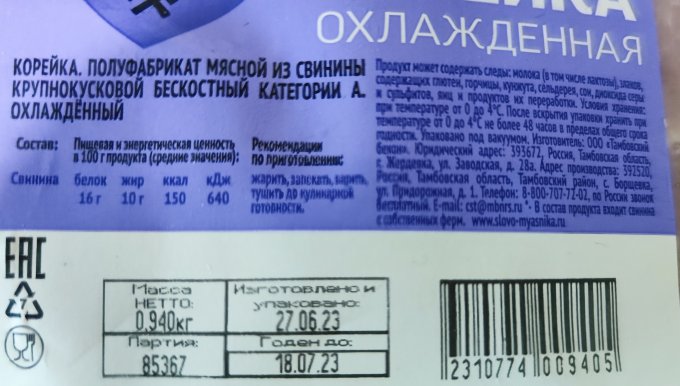 ОХЛАЖДЕННАЯ
КОРЕЙКА. ПОЛУФАБРИКАТ МЯСНОЙ ИЗ СВИНИНЫ
КРУПНОКУСКОВОЙ БЕСКОСТНЫЙ КАТЕГОРИИ А.
ОХЛАЖДЁННЫЙ
Состав: Пищевая и энергетическая ценность
в 100 г продукта (средние значения):
Свинина белок жир ккал кДж
16 г 10 г 150 640
Рекомендации
по приготовлению:
жарить, запекать, варить,
тушить до кулинарной
готовности.
Продукт может содержать следы: молока (в том числе лактозы), злаков,
содержащих глютен, горчицы, кунжута, сельдерея, сои, диоксида серы
и сульфитов, яиц и продуктов их переработки. Условия хранения:
при температуре от 0 до 4°С. После вскрытия упаковки хранить при
температуре от 0 до 4°С не более 48 часов в пределах общего срока
годности. Упаковано под вакуумом. Изготовитель: ООО «Тамбовский
бекон». Юридический адрес: 393672, Россия, Тамбовская область,
г. Жердевка, ул. Заводская, д. 28а. Адрес производства: 392520,
Россия, Тамбовская область, Тамбовский район, с. Борщевка,
ул. Придорожная, д. 1. Телефон: 8-800-707-72-02, по России звонок
бесплатный. E-mail: cst@mbnrs.ru * - В состав продукта входит свинина
с собственных ферм. www.slovo-myasnika.ru
ЕАС
7
Масса
НЕТТО:
0,940кг
Партия:
85367
Изготовлено и
упаковано:
27.06.23
Годен до:
18.07.23
2310774 009405